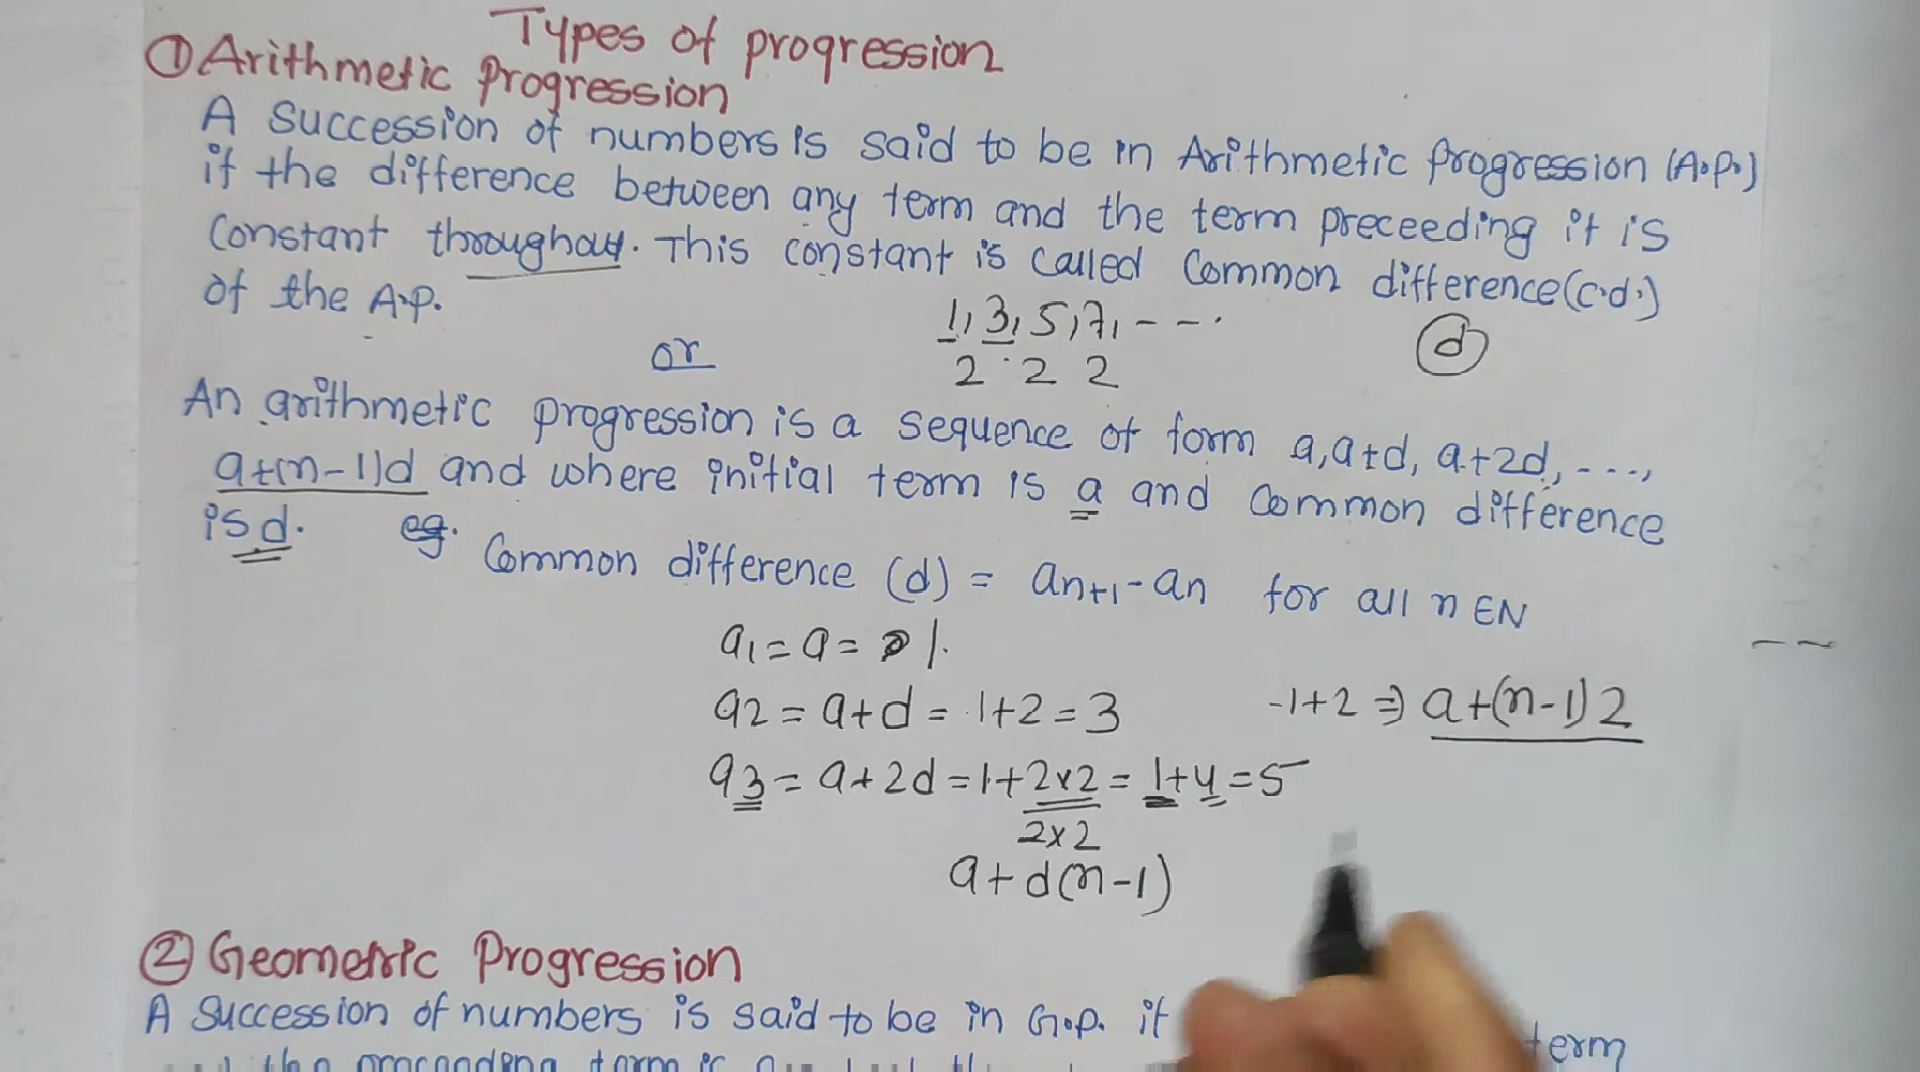 Types of progression
① Arithmetic Progression
A Succession of numbers is said to be in Arithmetic Progression (A.P.)
if the difference between any term and the term preceeding it is
Constant throughout. This constant is called Common difference (c.d.)
of the A.P.
1, 3, 5, 7, - - -.
d
or
2 2 2
An arithmetic progression is a sequence of form a, a+d, a+2d, ----,
a+(n-1)d and where initial term is a and Common difference
is d. eg.
Common difference (d) = an+1 - an for all n ∈ N
a1 = a = 1.
a2 = a+d = 1+2 = 3
-1+2 ⇒ a+(n-1)2
a3 = a+2d = 1+2×2 = 1+4 = 5
2×2
a+d(n-1)
② Geometric Progression
A Succession of numbers is said to be in G.P. if
term
the preceeding term is